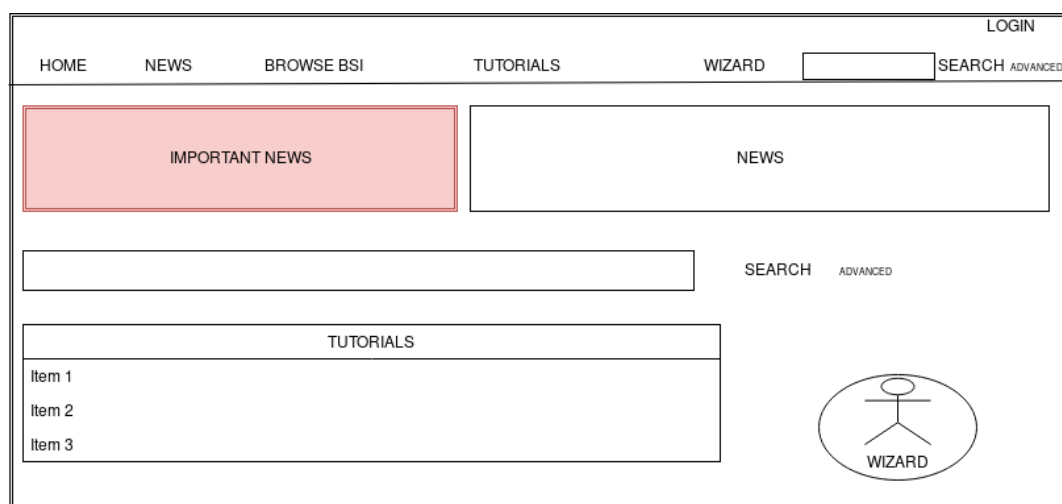 LOGIN
HOME NEWS BROWSE BSI TUTORIALS WIZARD SEARCH ADVANCED
IMPORTANT NEWS NEWS
SEARCH ADVANCED
TUTORIALS
Item 1
Item 2
Item 3
WIZARD